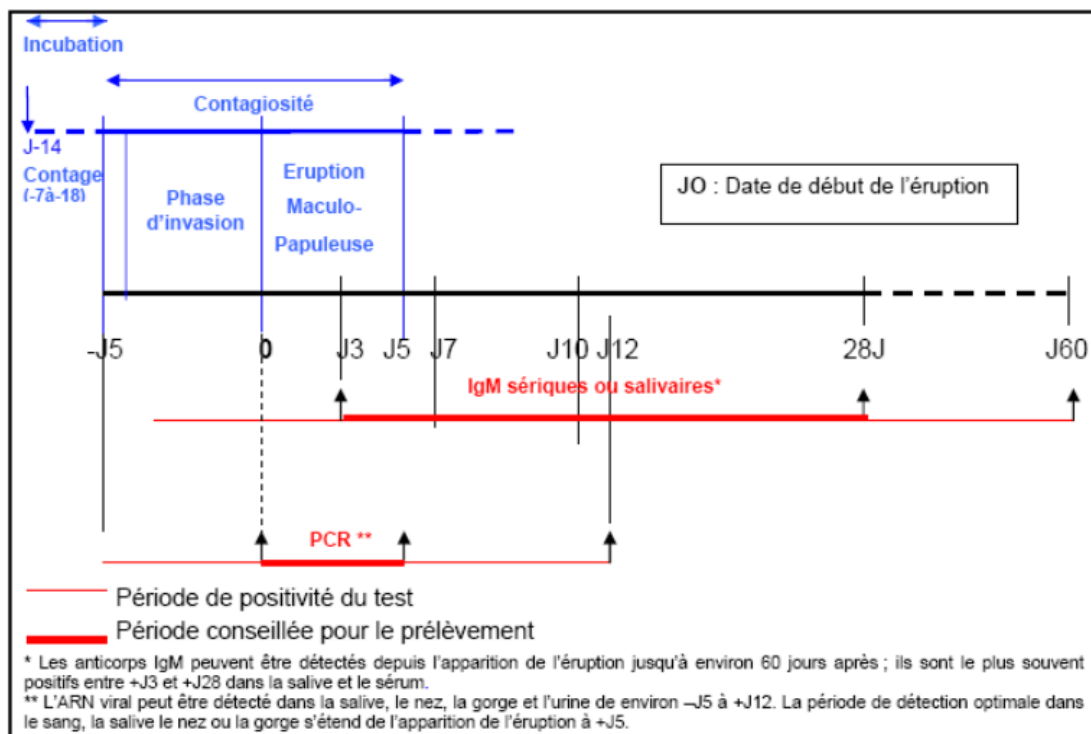 Incubation
Contagiosité
J-14
Contage
(-7à-18)
Phase
d'invasion
Eruption
Maculo-
Papuleuse
JO : Date de début de l'éruption
-J5 0 J3 J5 J7 J10 J12 28J J60
IgM sériques ou salivaires*
PCR **
Période de positivité du test
Période conseillée pour le prélèvement
* Les anticorps IgM peuvent être détectés depuis l'apparition de l'éruption jusqu'à environ 60 jours après ; ils sont le plus souvent
positifs entre +J3 et +J28 dans la salive et le sérum.
** L'ARN viral peut être détecté dans la salive, le nez, la gorge et l'urine de environ –J5 à +J12. La période de détection optimale dans
le sang, la salive le nez ou la gorge s'étend de l'apparition de l'éruption à +J5.